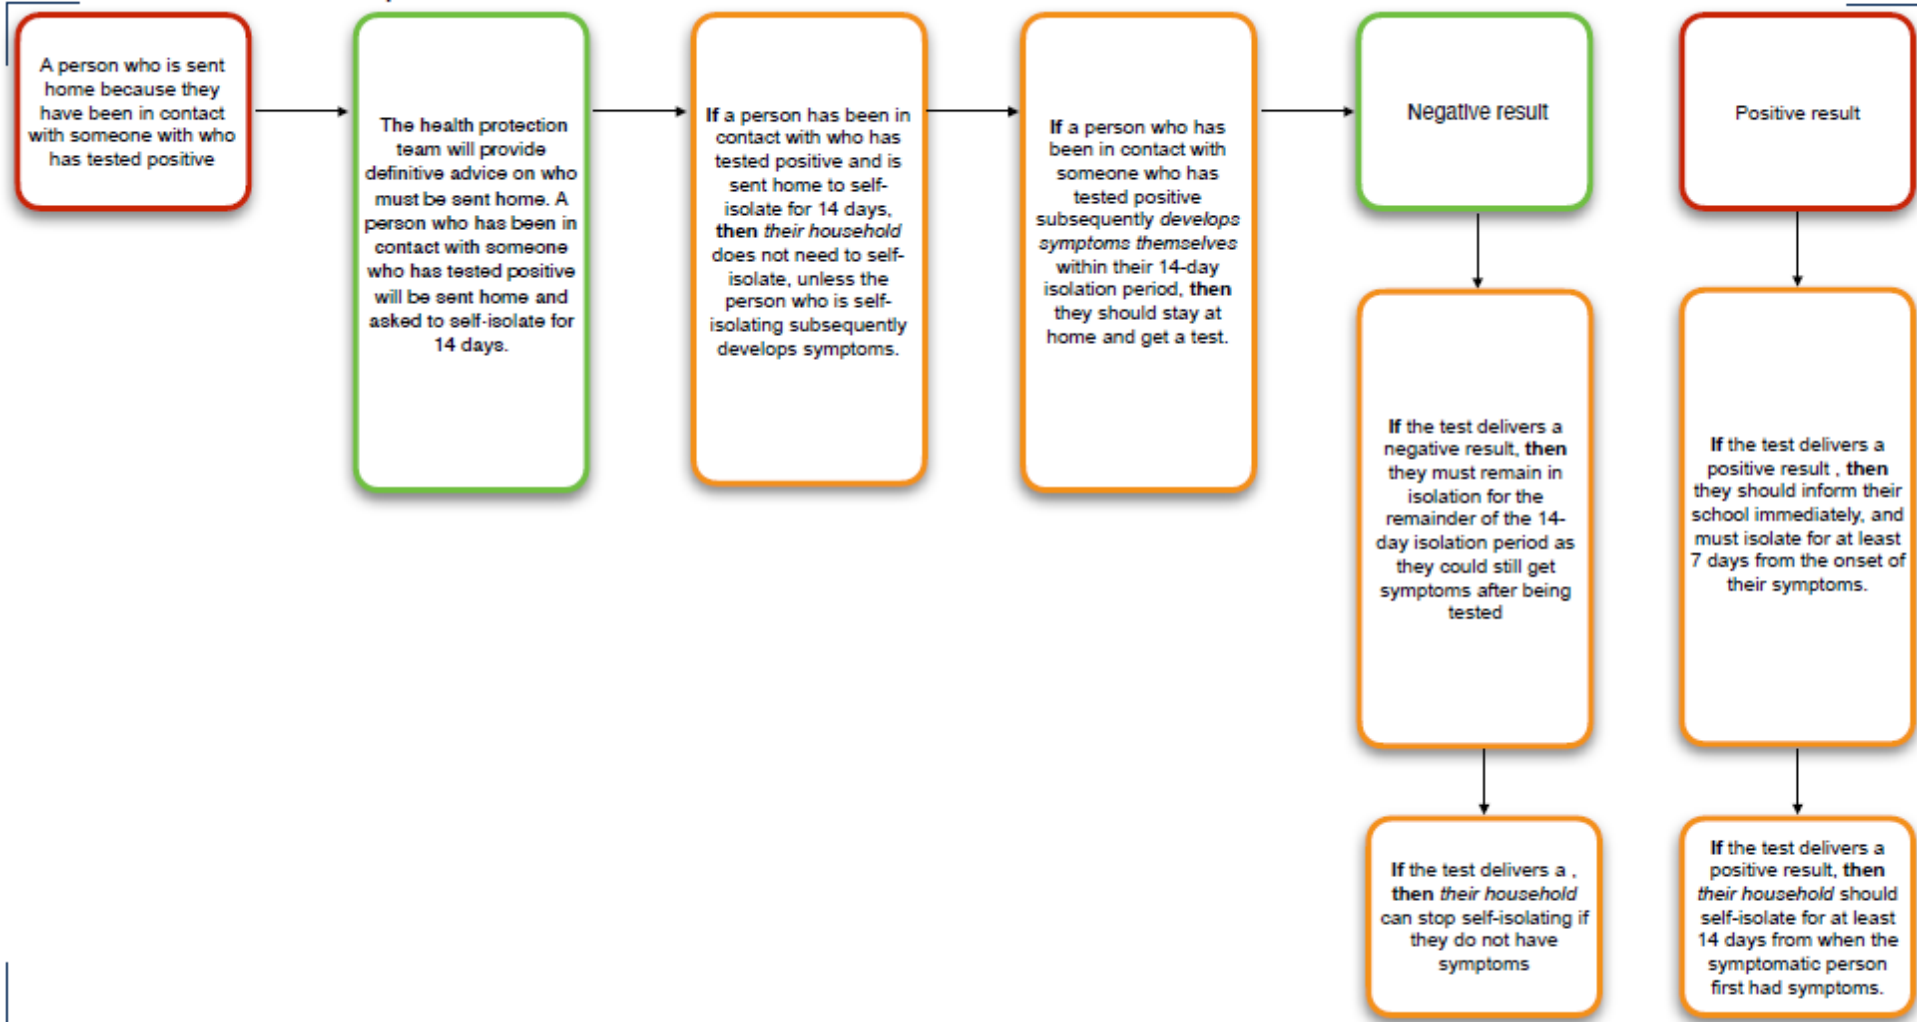 A person who is sent
home because they
have been in contact
with someone with who
has tested positive
The health protection
team will provide
definitive advice on who
must be sent home. A
person who has been in
contact with someone
who has tested positive
will be sent home and
asked to self-isolate for
14 days.
If a person has been in
contact with who has
tested positive and is
sent home to self-
isolate for 14 days,
then their household
does not need to self-
isolate, unless the
person who is self-
isolating subsequently
develops symptoms.
If a person who has
been in contact with
someone who has
tested positive
subsequently develops
symptoms themselves
within their 14-day
isolation period, then
they should stay at
home and get a test.
Negative result
If the test delivers a
negative result, then
they must remain in
isolation for the
remainder of the 14-
day isolation period as
they could still get
symptoms after being
tested
If the test delivers a ,
then their household
can stop self-isolating if
they do not have
symptoms
Positive result
If the test delivers a
positive result , then
they should inform their
school immediately, and
must isolate for at least
7 days from the onset of
their symptoms.
If the test delivers a
positive result, then
their household should
self-isolate for at least
14 days from when the
symptomatic person
first had symptoms.